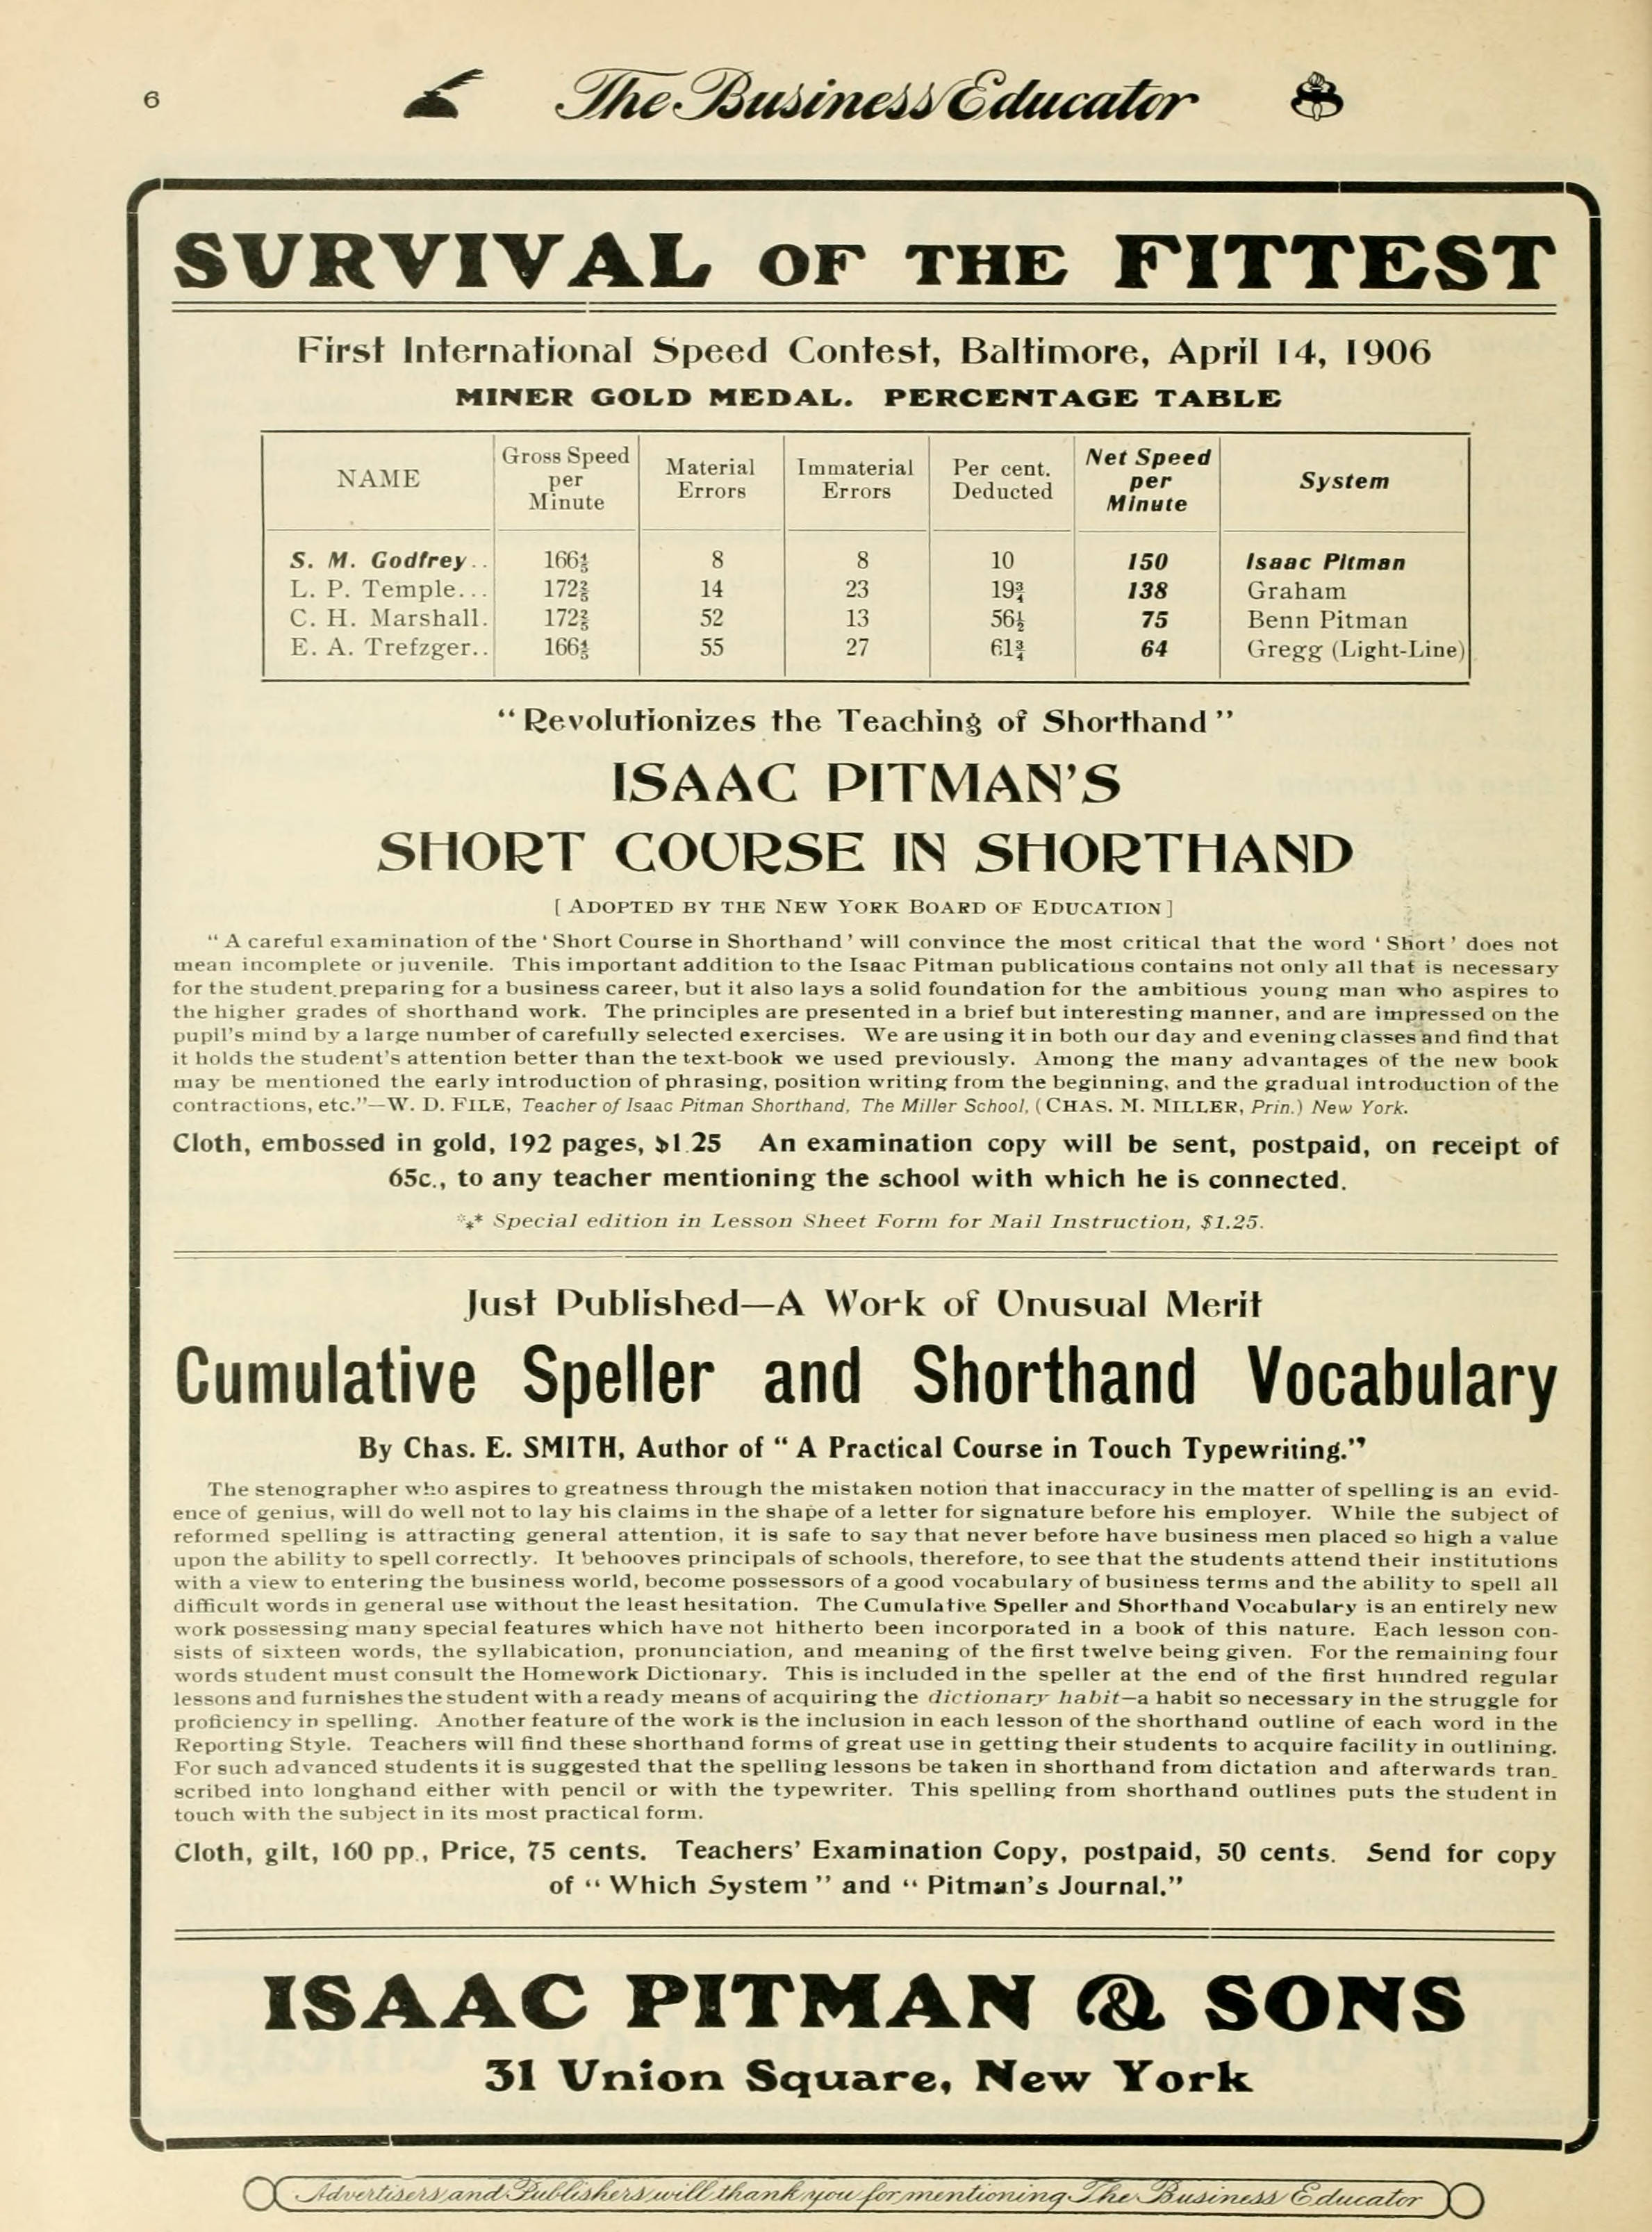 6
The Business Educator
SURVIVAL OF THE FITTEST
First International Speed Contest, Baltimore, April 14, 1906
MINER GOLD MEDAL. PERCENTAGE TABLE
NAME Gross Speed per Minute Material Errors Immaterial Errors Per cent. Deducted Net Speed per Minute System
S. M. Godfrey.. 166⅘ 8 8 10 150 Isaac Pitman
L. P. Temple... 172⅖ 14 23 19¾ 138 Graham
C. H. Marshall. 172⅖ 52 13 56½ 75 Benn Pitman
E. A. Trefzger.. 166⅘ 55 27 61¾ 64 Gregg (Light-Line)
“Revolutionizes the Teaching of Shorthand”
ISAAC PITMAN'S
SHORT COURSE IN SHORTHAND
[ADOPTED BY THE NEW YORK BOARD OF EDUCATION]
“A careful examination of the ‘Short Course in Shorthand’ will convince the most critical that the word ‘Short’ does not
mean incomplete or juvenile. This important addition to the Isaac Pitman publications contains not only all that is necessary
for the student preparing for a business career, but it also lays a solid foundation for the ambitious young man who aspires to
the higher grades of shorthand work. The principles are presented in a brief but interesting manner, and are impressed on the
pupil's mind by a large number of carefully selected exercises. We are using it in both our day and evening classes and find that
it holds the student's attention better than the text-book we used previously. Among the many advantages of the new book
may be mentioned the early introduction of phrasing, position writing from the beginning, and the gradual introduction of the
contractions, etc.”—W. D. FILE, Teacher of Isaac Pitman Shorthand, The Miller School, (CHAS. M. MILLER, Prin.) New York.
Cloth, embossed in gold, 192 pages, $1.25 An examination copy will be sent, postpaid, on receipt of
65c., to any teacher mentioning the school with which he is connected.
*** Special edition in Lesson Sheet Form for Mail Instruction, $1.25.
Just Published—A Work of Unusual Merit
Cumulative Speller and Shorthand Vocabulary
By Chas. E. SMITH, Author of “A Practical Course in Touch Typewriting.”
The stenographer who aspires to greatness through the mistaken notion that inaccuracy in the matter of spelling is an evid-
ence of genius, will do well not to lay his claims in the shape of a letter for signature before his employer. While the subject of
reformed spelling is attracting general attention, it is safe to say that never before have business men placed so high a value
upon the ability to spell correctly. It behooves principals of schools, therefore, to see that the students attend their institutions
with a view to entering the business world, become possessors of a good vocabulary of business terms and the ability to spell all
difficult words in general use without the least hesitation. The Cumulative Speller and Shorthand Vocabulary is an entirely new
work possessing many special features which have not hitherto been incorporated in a book of this nature. Each lesson con-
sists of sixteen words, the syllabication, pronunciation, and meaning of the first twelve being given. For the remaining four
words student must consult the Homework Dictionary. This is included in the speller at the end of the first hundred regular
lessons and furnishes the student with a ready means of acquiring the dictionary habit—a habit so necessary in the struggle for
proficiency in spelling. Another feature of the work is the inclusion in each lesson of the shorthand outline of each word in the
Reporting Style. Teachers will find these shorthand forms of great use in getting their students to acquire facility in outlining.
For such advanced students it is suggested that the spelling lessons be taken in shorthand from dictation and afterwards tran-
scribed into longhand either with pencil or with the typewriter. This spelling from shorthand outlines puts the student in
touch with the subject in its most practical form.
Cloth, gilt, 160 pp., Price, 75 cents. Teachers' Examination Copy, postpaid, 50 cents. Send for copy
of “Which System” and “Pitman's Journal.”
ISAAC PITMAN & SONS
31 Union Square, New York
Advertisers and Publishers will thank you for mentioning The Business Educator